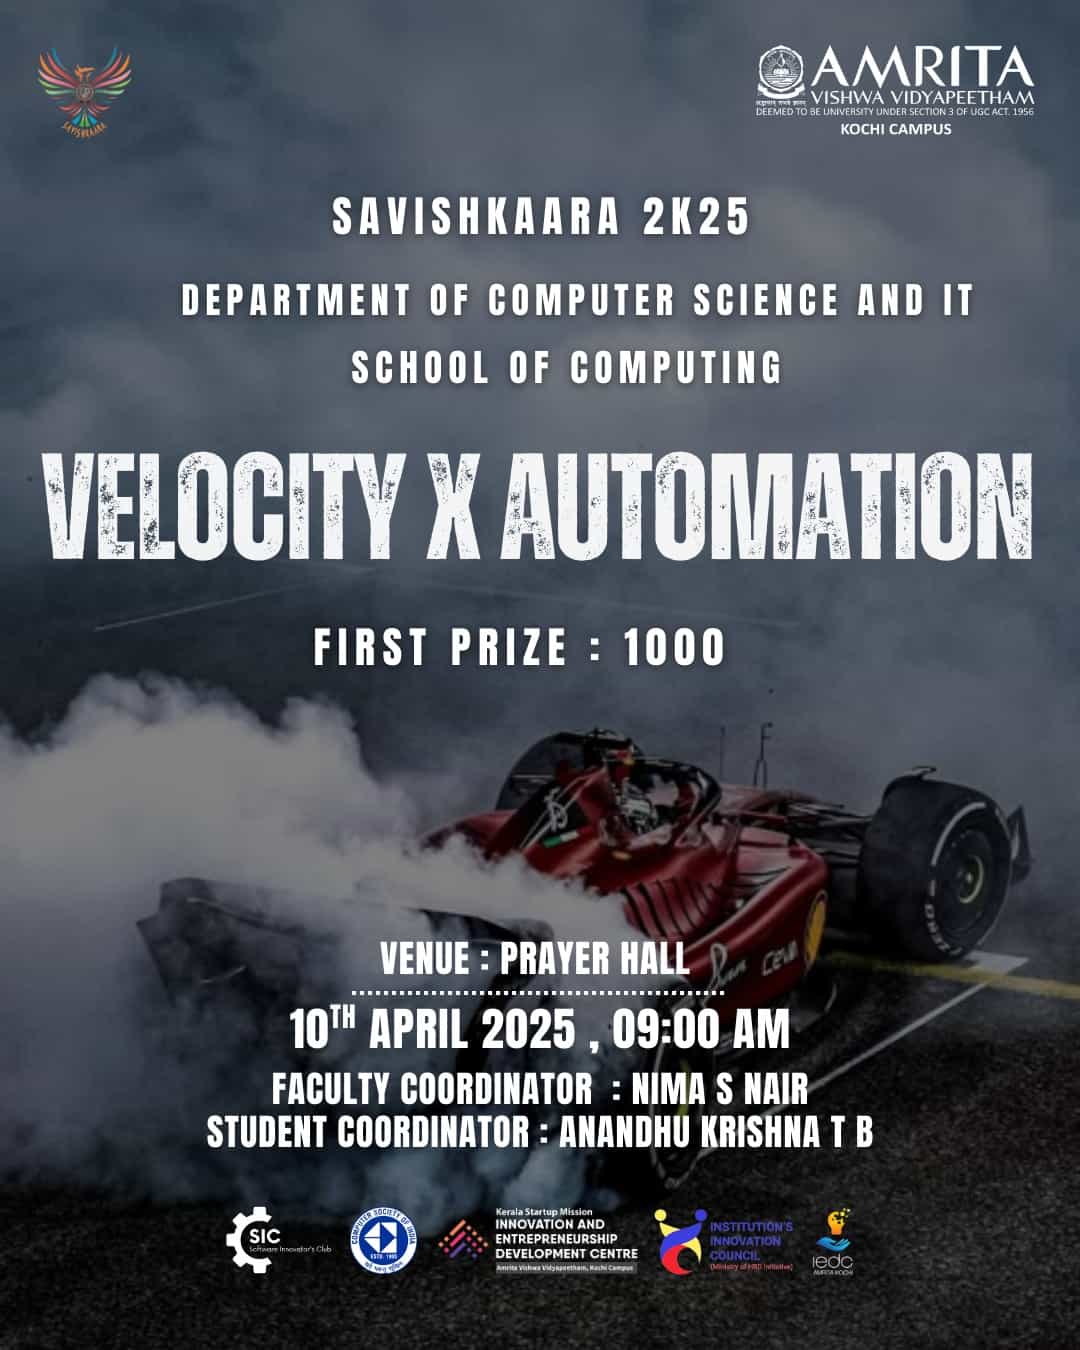 SAVISHKAARA
AMRITA
VISHWA VIDYAPEETHAM
DEEMED TO BE UNIVERSITY UNDER SECTION 3 OF UGC ACT. 1956
KOCHI CAMPUS
SAVISHKAARA 2K25
DEPARTMENT OF COMPUTER SCIENCE AND IT
SCHOOL OF COMPUTING
VELOCITY X AUTOMATION
FIRST PRIZE : 1000
VENUE : PRAYER HALL
10TH APRIL 2025 , 09:00 AM
FACULTY COORDINATOR : NIMA S NAIR
STUDENT COORDINATOR : ANANDHU KRISHNA T B
SIC
Software Innovator's Club
COMPUTER SOCIETY OF INDIA
ESTD. 1965
Kerala Startup Mission
INNOVATION AND
ENTREPRENEURSHIP
DEVELOPMENT CENTRE
Amrita Vishwa Vidyapeetham, Kochi Campus
INSTITUTION'S
INNOVATION
COUNCIL
(Ministry of HRD Initiative)
iedc
AMRITA KOCHI